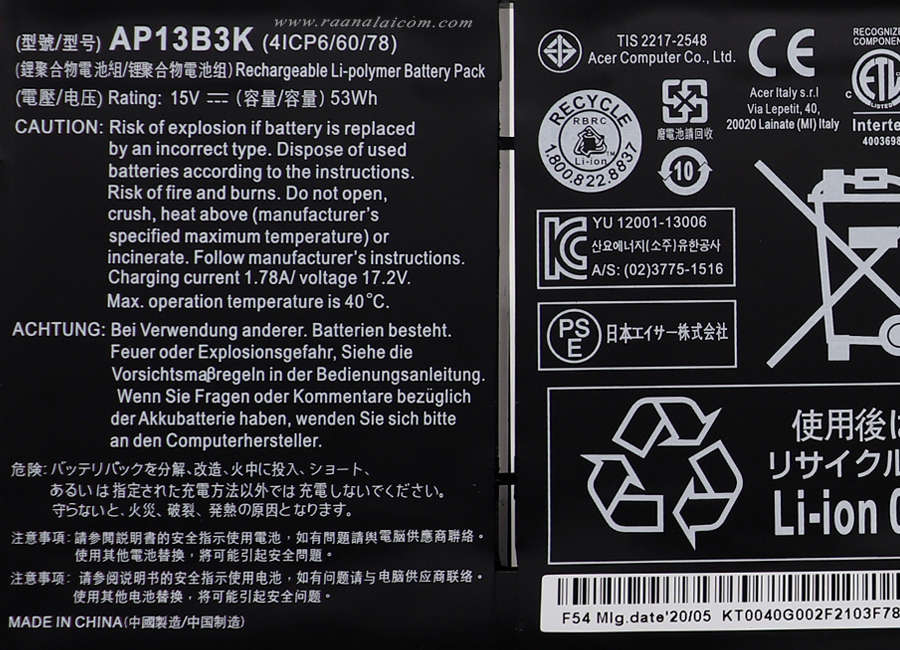 www.raanalaicom.com
(型號/型号) AP13B3K (4ICP6/60/78)
(鋰聚合物電池組/锂聚合物電池组) Rechargeable Li-polymer Battery Pack
(電壓/电压) Rating: 15V ⎓ (容量/容量) 53Wh
CAUTION: Risk of explosion if battery is replaced
by an incorrect type. Dispose of used
batteries according to the instructions.
Risk of fire and burns. Do not open,
crush, heat above (manufacturer's
specified maximum temperature) or
incinerate. Follow manufacturer's instructions.
Charging current 1.78A/ voltage 17.2V.
Max. operation temperature is 40°C.
ACHTUNG: Bei Verwendung anderer. Batterien besteht.
Feuer oder Explosionsgefahr, Siehe die
Vorsichtsmaβregeln in der Bedienungsanleitung.
Wenn Sie Fragen oder Kommentare bezüglich
der Akkubatterie haben, wenden Sie sich bitte
an den Computerhersteller.
危険: バッテリパックを分解、改造、火中に投入、ショート、
あるいは指定された充電方法以外では充電しないでください。
守らないと、火災、破裂、発熱の原因となります。
注意事項: 請參閱說明書的安全指示使用電池，如有問題請與電腦供應商聯絡。
使用其他電池替換，將可能引起安全問題。
注意事项: 请参阅说明书的安全指示使用电池，如有问题请与电脑供应商联络。
使用其他电池替换，将可能引起安全问题。
MADE IN CHINA(中國製造/中国制造)
TIS 2217-2548
Acer Computer Co., Ltd.
CE
Acer Italy s.r.l
Via Lepetit, 40,
20020 Lainate (MI) Italy
RECOGNIZE
COMPONEN
C ETL
LISTED
Interte
4003698
RECYCLE
RBRC
Li-ion
TM
1.800.822.8837
廢電池請回收
10
KC
YU 12001-13006
산요에너지(소주)유한공사
A/S: (02)3775-1516
PS
E
日本エイサー株式会社
使用後は
リサイクル
Li-ion
F54 Mfg.date'20/05 KT0040G002F2103F78